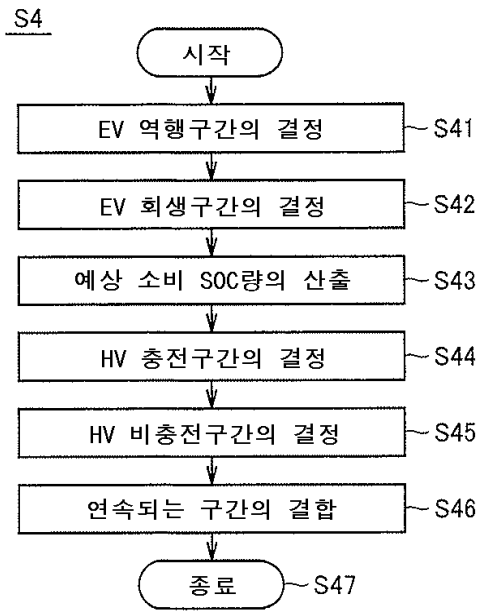 S4
시작
EV 역행구간의 결정 S41
EV 회생구간의 결정 S42
예상 소비 SOC량의 산출 S43
HV 충전구간의 결정 S44
HV 비충전구간의 결정 S45
연속되는 구간의 결합 S46
종료 S47